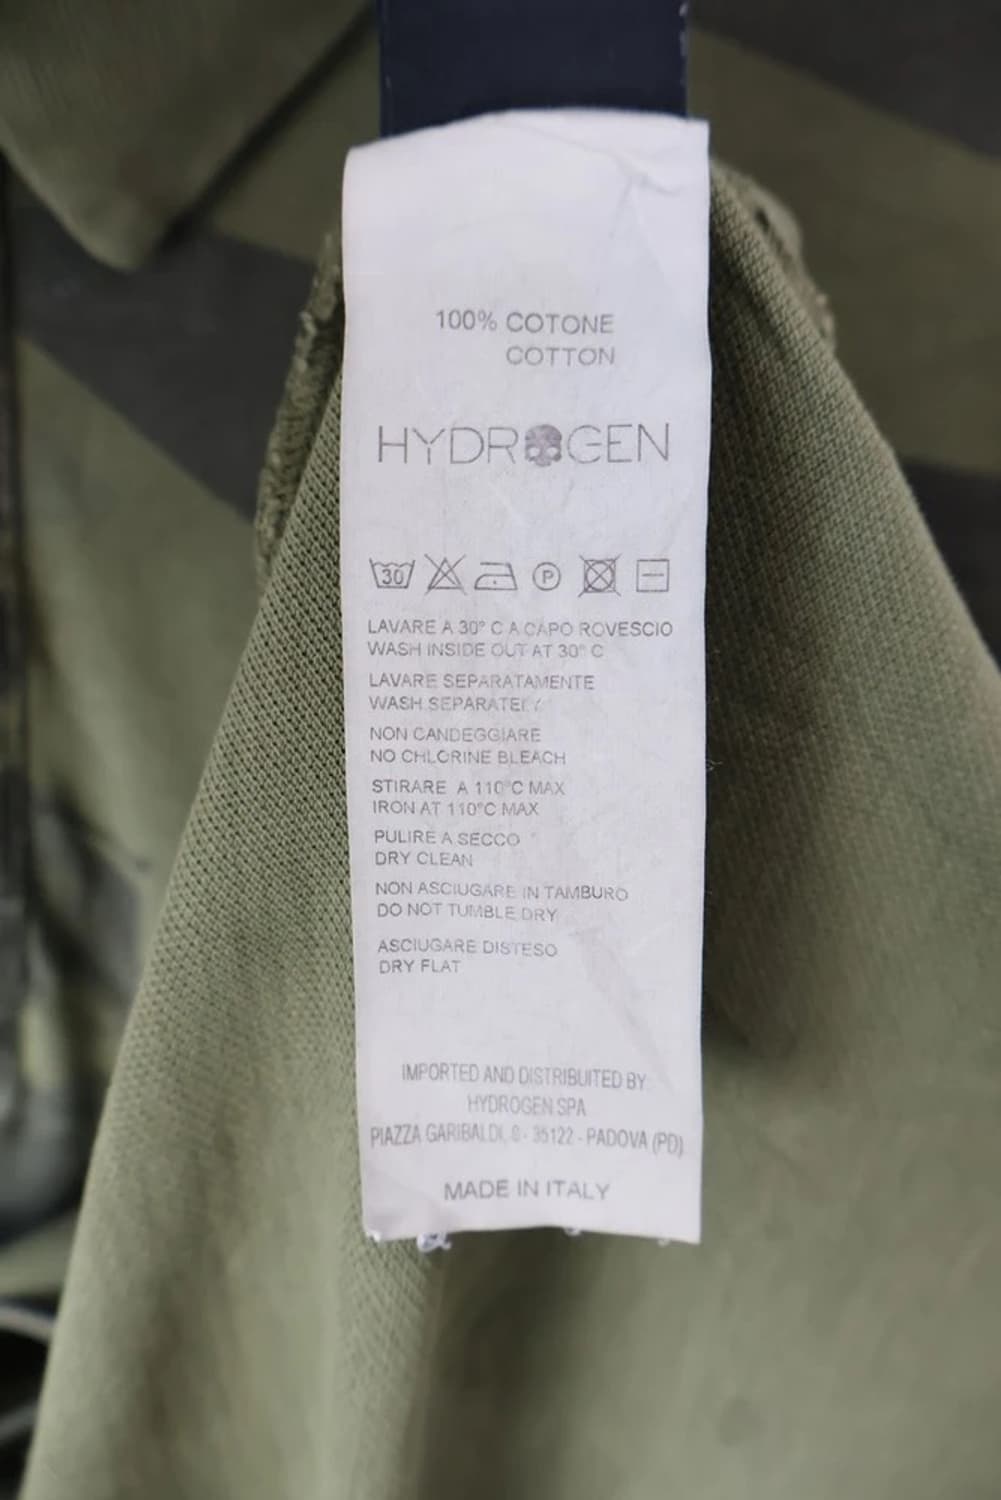 100% COTONE
COTTON
HYDROGEN
30 P
LAVARE A 30° C A CAPO ROVESCIO
WASH INSIDE OUT AT 30° C
LAVARE SEPARATAMENTE
WASH SEPARATELY
NON CANDEGGIARE
NO CHLORINE BLEACH
STIRARE A 110°C MAX
IRON AT 110°C MAX
PULIRE A SECCO
DRY CLEAN
NON ASCIUGARE IN TAMBURO
DO NOT TUMBLE DRY
ASCIUGARE DISTESO
DRY FLAT
IMPORTED AND DISTRIBUITED BY
HYDROGEN SPA
PIAZZA GARIBALDI, - 35122 - PADOVA (PD)
MADE IN ITALY